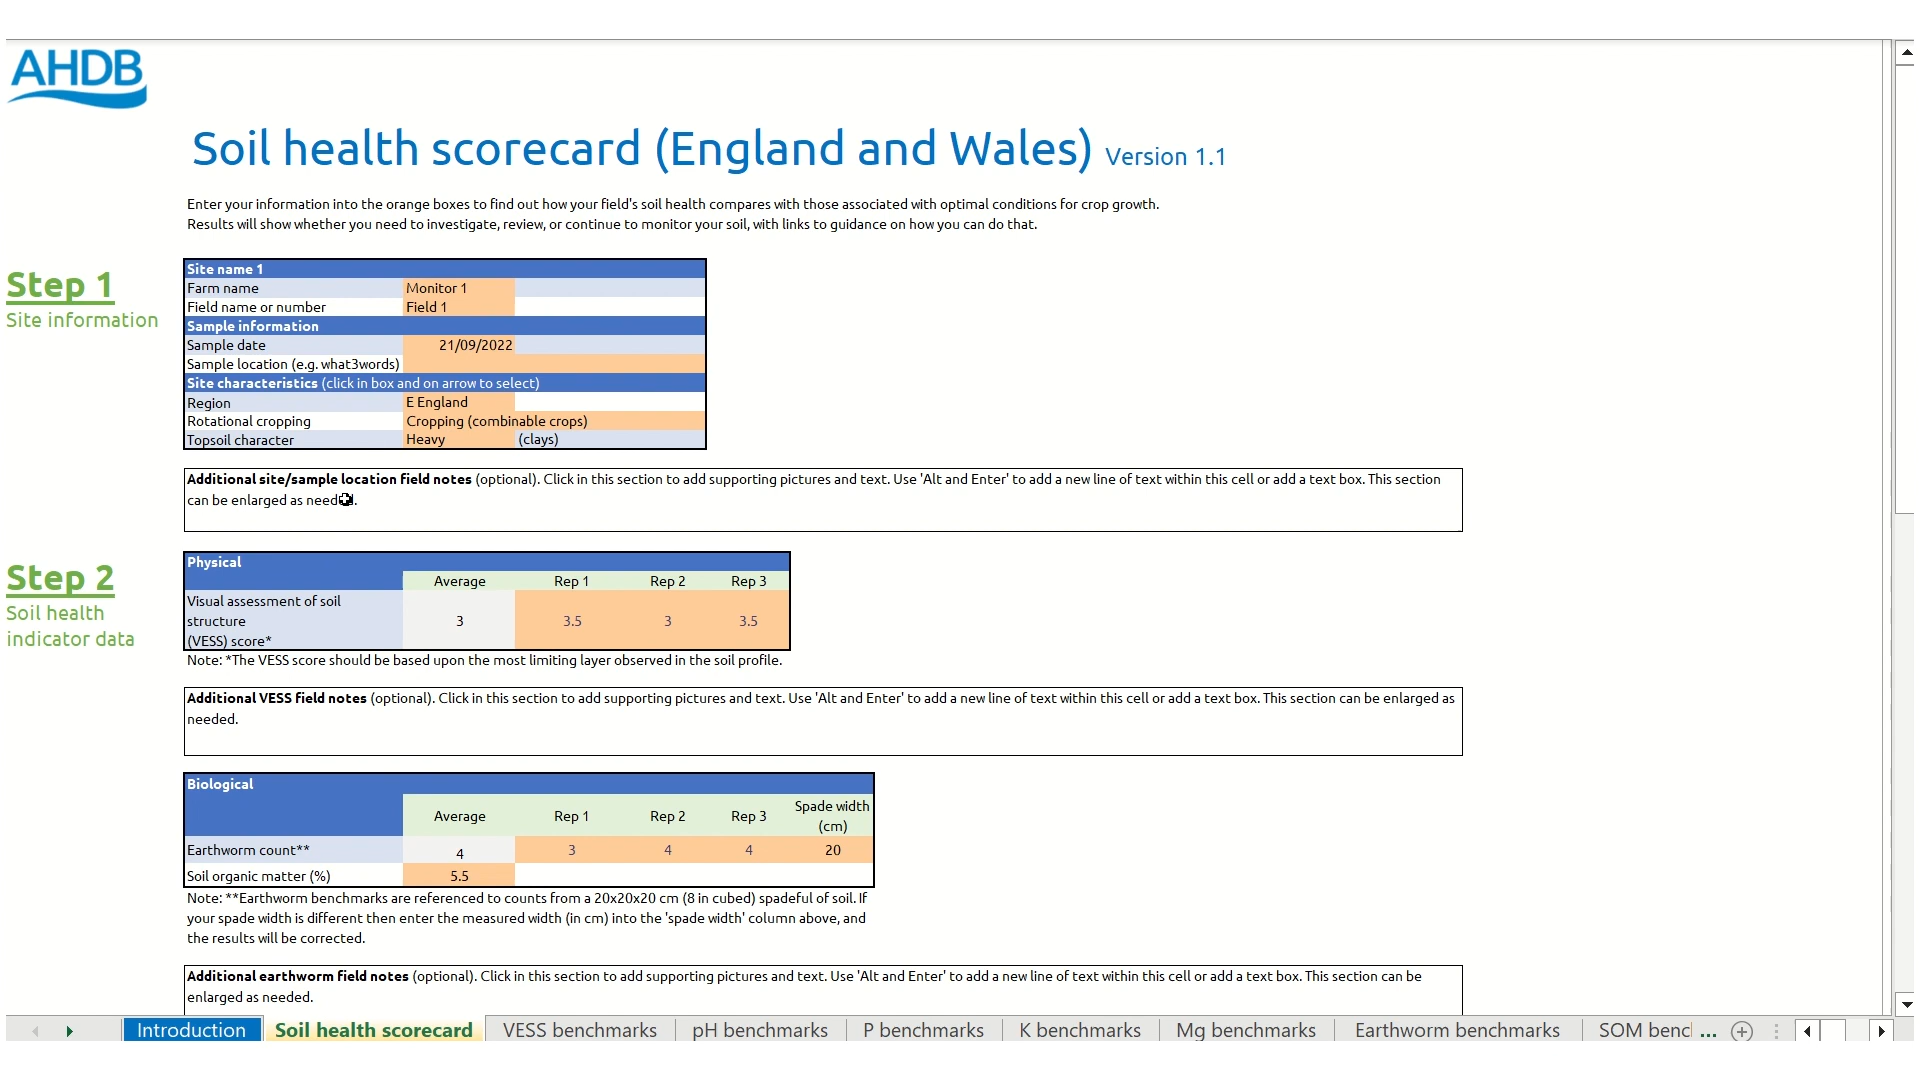 AHDB
Soil health scorecard (England and Wales) Version 1.1
Enter your information into the orange boxes to find out how your field's soil health compares with those associated with optimal conditions for crop growth.
Results will show whether you need to investigate, review, or continue to monitor your soil, with links to guidance on how you can do that.
Step 1
Site information
Site name 1
Farm name Monitor 1
Field name or number Field 1
Sample information
Sample date 21/09/2022
Sample location (e.g. what3words)
Site characteristics (click in box and on arrow to select)
Region E England
Rotational cropping Cropping (combinable crops)
Topsoil character Heavy (clays)
Additional site/sample location field notes (optional). Click in this section to add supporting pictures and text. Use 'Alt and Enter' to add a new line of text within this cell or add a text box. This section
can be enlarged as needed.
Step 2
Soil health
indicator data
Physical
Average Rep 1 Rep 2 Rep 3
Visual assessment of soil
structure 3 3.5 3 3.5
(VESS) score*
Note: *The VESS score should be based upon the most limiting layer observed in the soil profile.
Additional VESS field notes (optional). Click in this section to add supporting pictures and text. Use 'Alt and Enter' to add a new line of text within this cell or add a text box. This section can be enlarged as
needed.
Biological
Average Rep 1 Rep 2 Rep 3 Spade width
(cm)
Earthworm count** 4 3 4 4 20
Soil organic matter (%) 5.5
Note: **Earthworm benchmarks are referenced to counts from a 20x20x20 cm (8 in cubed) spadeful of soil. If
your spade width is different then enter the measured width (in cm) into the 'spade width' column above, and
the results will be corrected.
Additional earthworm field notes (optional). Click in this section to add supporting pictures and text. Use 'Alt and Enter' to add a new line of text within this cell or add a text box. This section can be
enlarged as needed.
Introduction Soil health scorecard VESS benchmarks pH benchmarks P benchmarks K benchmarks Mg benchmarks Earthworm benchmarks SOM benc ...